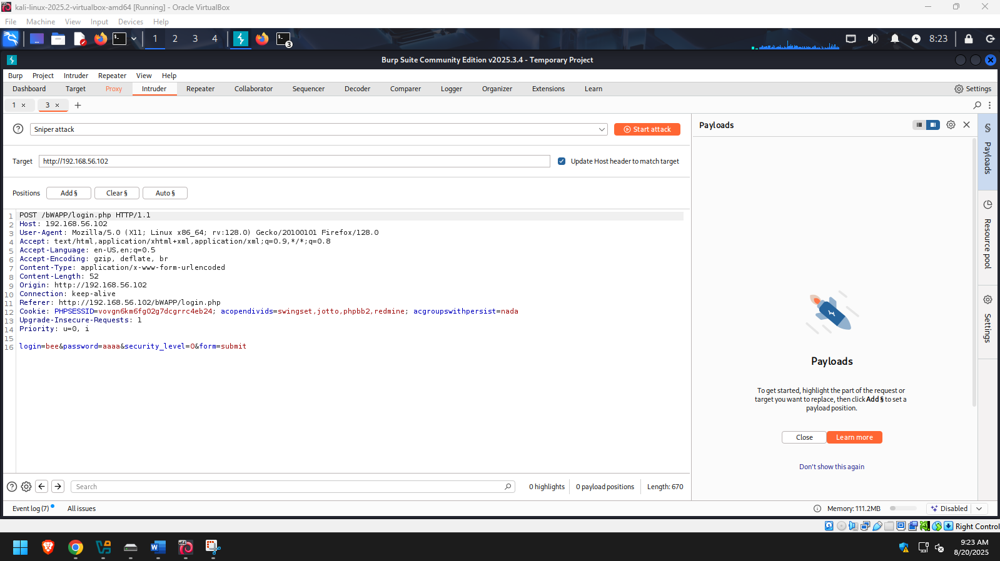 kali-linux-2025.2-virtualbox-amd64 [Running] - Oracle VirtualBox
File Machine View Input Devices Help
1 2 3 4 3 8:23
Burp Suite Community Edition v2025.3.4 - Temporary Project
Burp Project Intruder Repeater View Help
Dashboard Target Proxy Intruder Repeater Collaborator Sequencer Decoder Comparer Logger Organizer Extensions Learn Settings
1 × 3 × +
Sniper attack Start attack
Target http://192.168.56.102 Update Host header to match target
Positions Add § Clear § Auto §
1 POST /bWAPP/login.php HTTP/1.1
2 Host: 192.168.56.102
3 User-Agent: Mozilla/5.0 (X11; Linux x86_64; rv:128.0) Gecko/20100101 Firefox/128.0
4 Accept: text/html,application/xhtml+xml,application/xml;q=0.9,*/*;q=0.8
5 Accept-Language: en-US,en;q=0.5
6 Accept-Encoding: gzip, deflate, br
7 Content-Type: application/x-www-form-urlencoded
8 Content-Length: 52
9 Origin: http://192.168.56.102
10 Connection: keep-alive
11 Referer: http://192.168.56.102/bWAPP/login.php
12 Cookie: PHPSESSID=vovgn6km6fg02g7dcgrrc4eb24; acopendivids=swingset,jotto,phpbb2,redmine; acgroupswithpersist=nada
13 Upgrade-Insecure-Requests: 1
14 Priority: u=0, i
15
16 login=bee&password=aaaa&security_level=0&form=submit
Search 0 highlights 0 payload positions Length: 670
Payloads
Payloads
To get started, highlight the part of the request or
target you want to replace, then click Add § to set a
payload position.
Close Learn more
Don't show this again
§ Payloads
Resource pool
Settings
Event log (7) All issues Memory: 111.2MB Disabled
Right Control
9:23 AM
8/20/2025